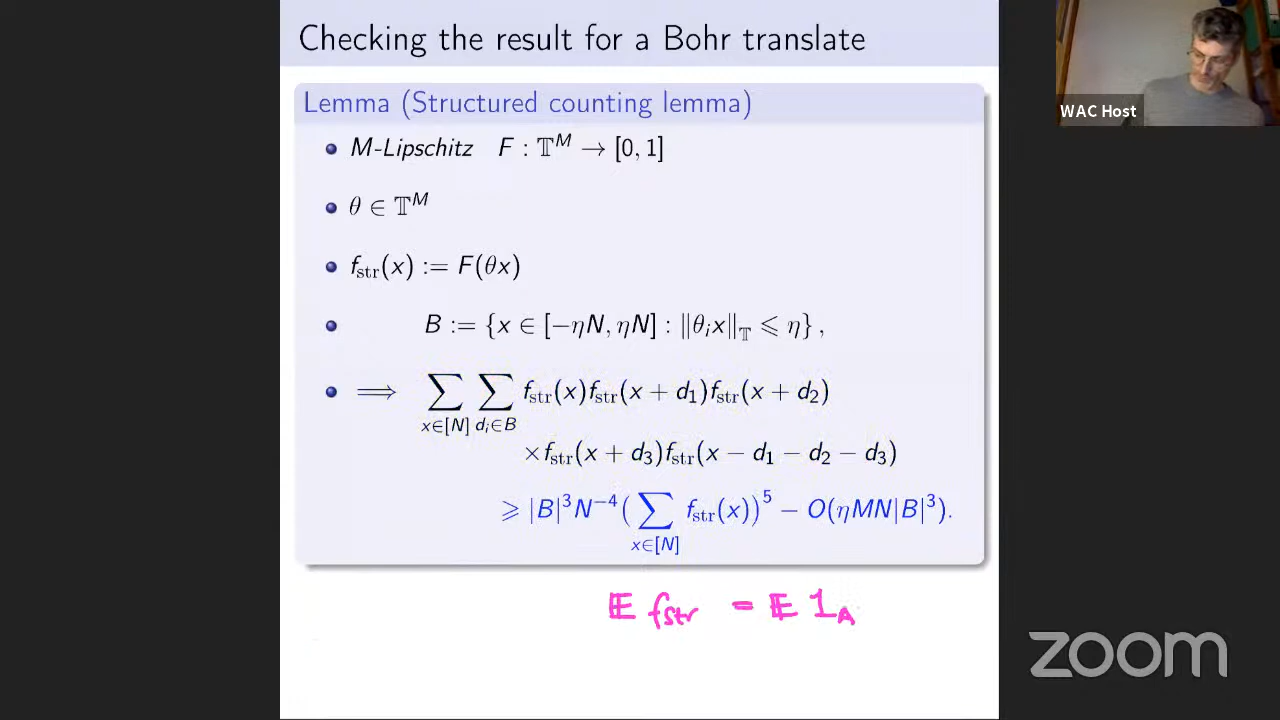 Checking the result for a Bohr translate
WAC Host
Lemma (Structured counting lemma)
M-Lipschitz F : 𝕋^M → [0, 1]
θ ∈ 𝕋^M
f_str(x) := F(θx)
B := {x ∈ [−ηN, ηN] : ‖θ_i x‖_𝕋 ⩽ η} ,
⟹ ∑_{x∈[N]} ∑_{d_i∈B} f_str(x)f_str(x + d_1)f_str(x + d_2)
×f_str(x + d_3)f_str(x − d_1 − d_2 − d_3)
⩾ |B|^3 N^{−4} (∑_{x∈[N]} f_str(x))^5 − O(ηMN|B|^3).
𝔼 f_str = 𝔼 1_A
zoom